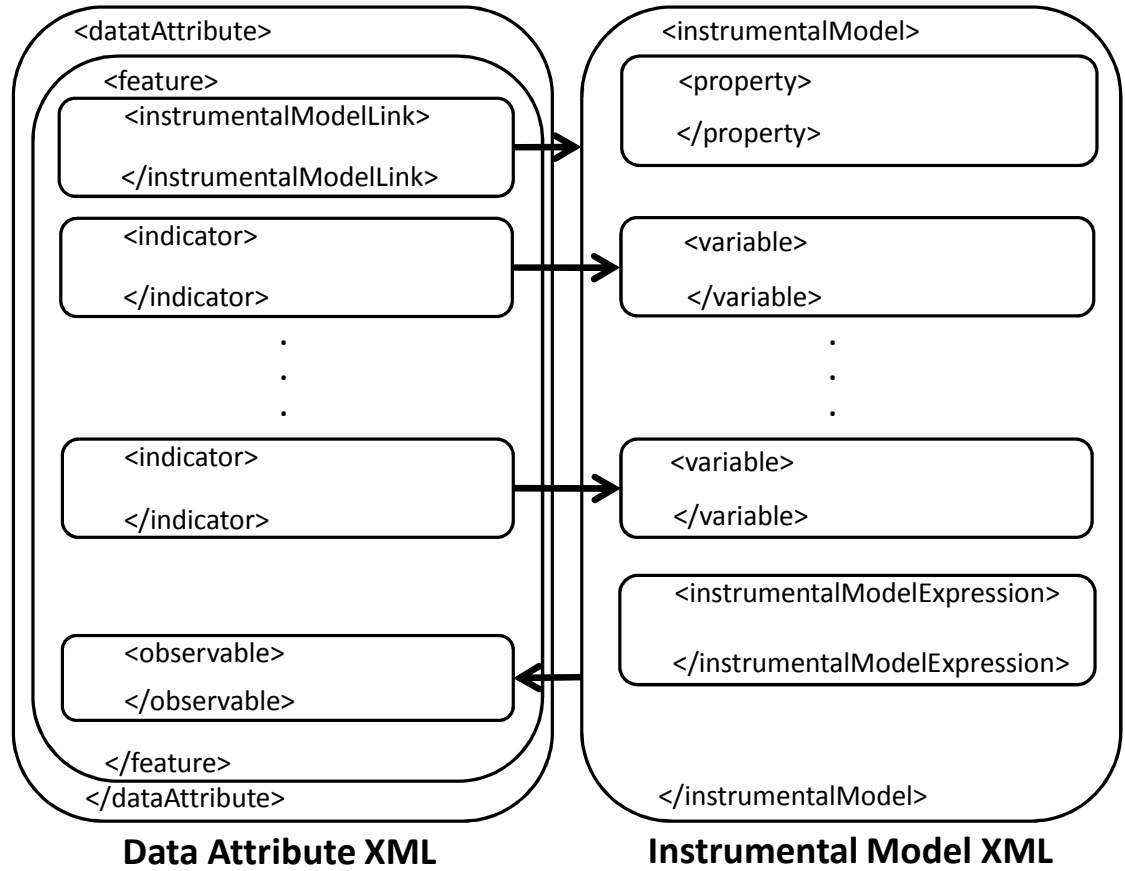 <datatAttribute>
<feature>
<instrumentalModelLink>
</instrumentalModelLink>
<indicator>
</indicator>
.
.
.
<indicator>
</indicator>
<observable>
</observable>
</feature>
</dataAttribute>
Data Attribute XML
<instrumentalModel>
<property>
</property>
<variable>
</variable>
.
.
.
<variable>
</variable>
<instrumentalModelExpression>
</instrumentalModelExpression>
</instrumentalModel>
Instrumental Model XML